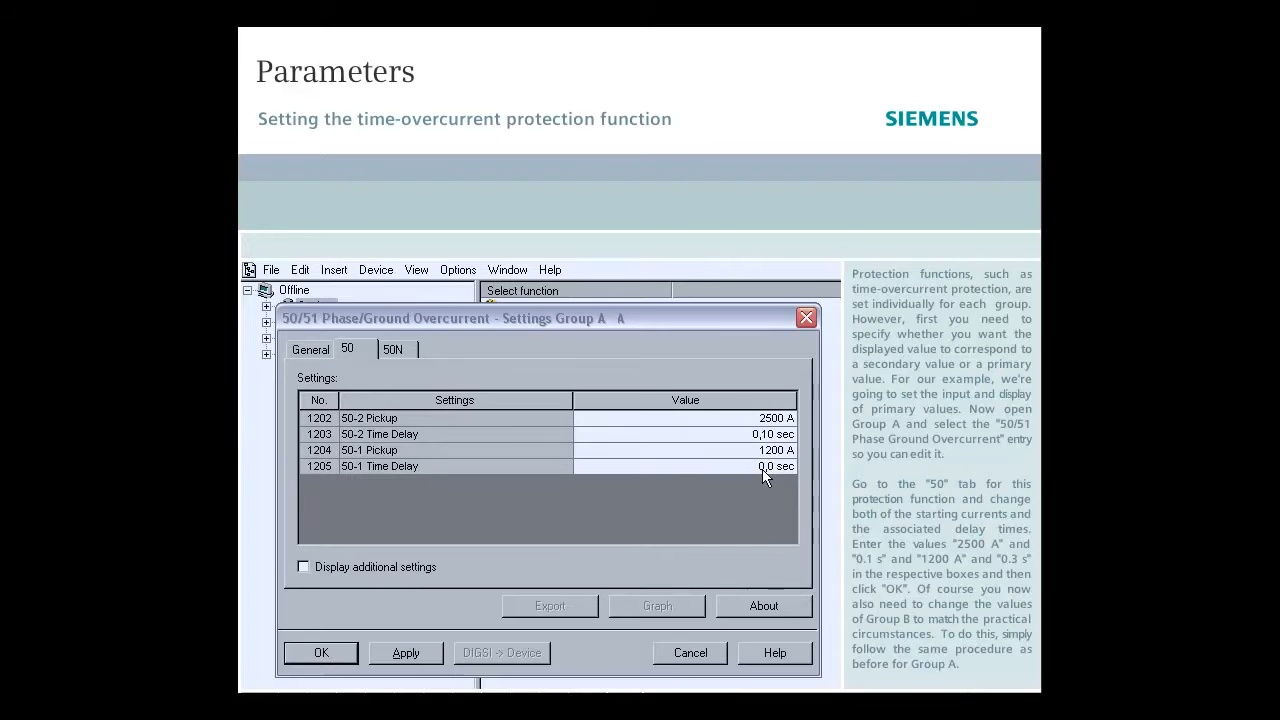 Parameters
Setting the time-overcurrent protection function
SIEMENS
File Edit Insert Device View Options Window Help
Offline
Select function
50/51 Phase/Ground Overcurrent - Settings Group A A
General 50 50N
Settings:
No. Settings Value
1202 50-2 Pickup 2500 A
1203 50-2 Time Delay 0,10 sec
1204 50-1 Pickup 1200 A
1205 50-1 Time Delay 0,0 sec
Display additional settings
Export Graph About
OK Apply DIGSI -> Device Cancel Help
Protection functions, such as
time-overcurrent protection, are
set individually for each group.
However, first you need to
specify whether you want the
displayed value to correspond to
a secondary value or a primary
value. For our example, we're
going to set the input and display
of primary values. Now open
Group A and select the "50/51
Phase Ground Overcurrent" entry
so you can edit it.
Go to the "50" tab for this
protection function and change
both of the starting currents and
the associated delay times.
Enter the values "2500 A" and
"0.1 s" and "1200 A" and "0.3 s"
in the respective boxes and then
click "OK". Of course you now
also need to change the values
of Group B to match the practical
circumstances. To do this, simply
follow the same procedure as
before for Group A.